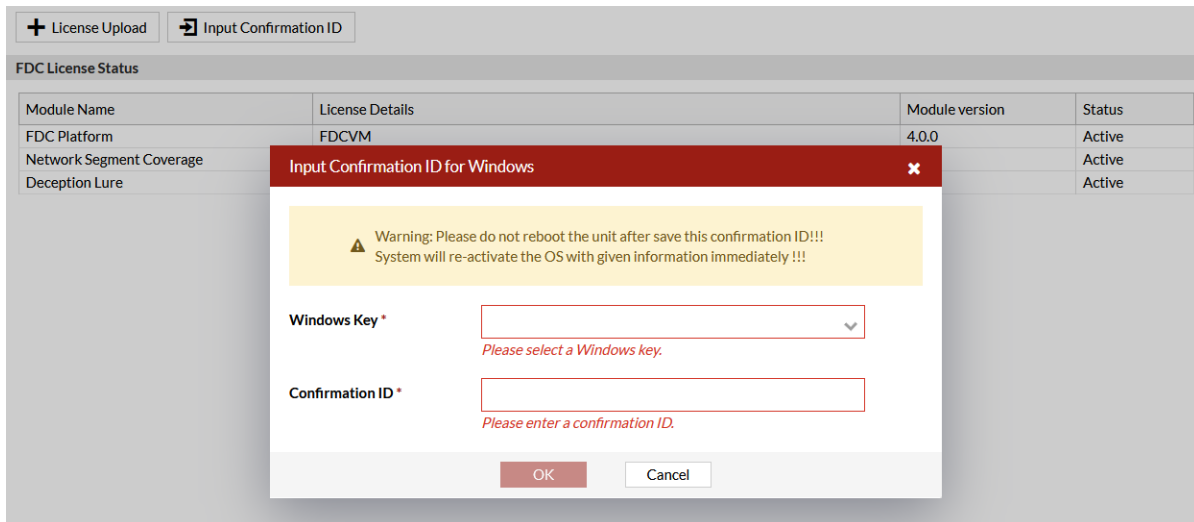 License Upload Input Confirmation ID
FDC License Status
Module Name License Details Module version Status
FDC Platform FDCVM 4.0.0 Active
Network Segment Coverage Active
Deception Lure Active
Input Confirmation ID for Windows
Warning: Please do not reboot the unit after save this confirmation ID!!!
System will re-activate the OS with given information immediately !!!
Windows Key *
Please select a Windows key.
Confirmation ID *
Please enter a confirmation ID.
OK Cancel